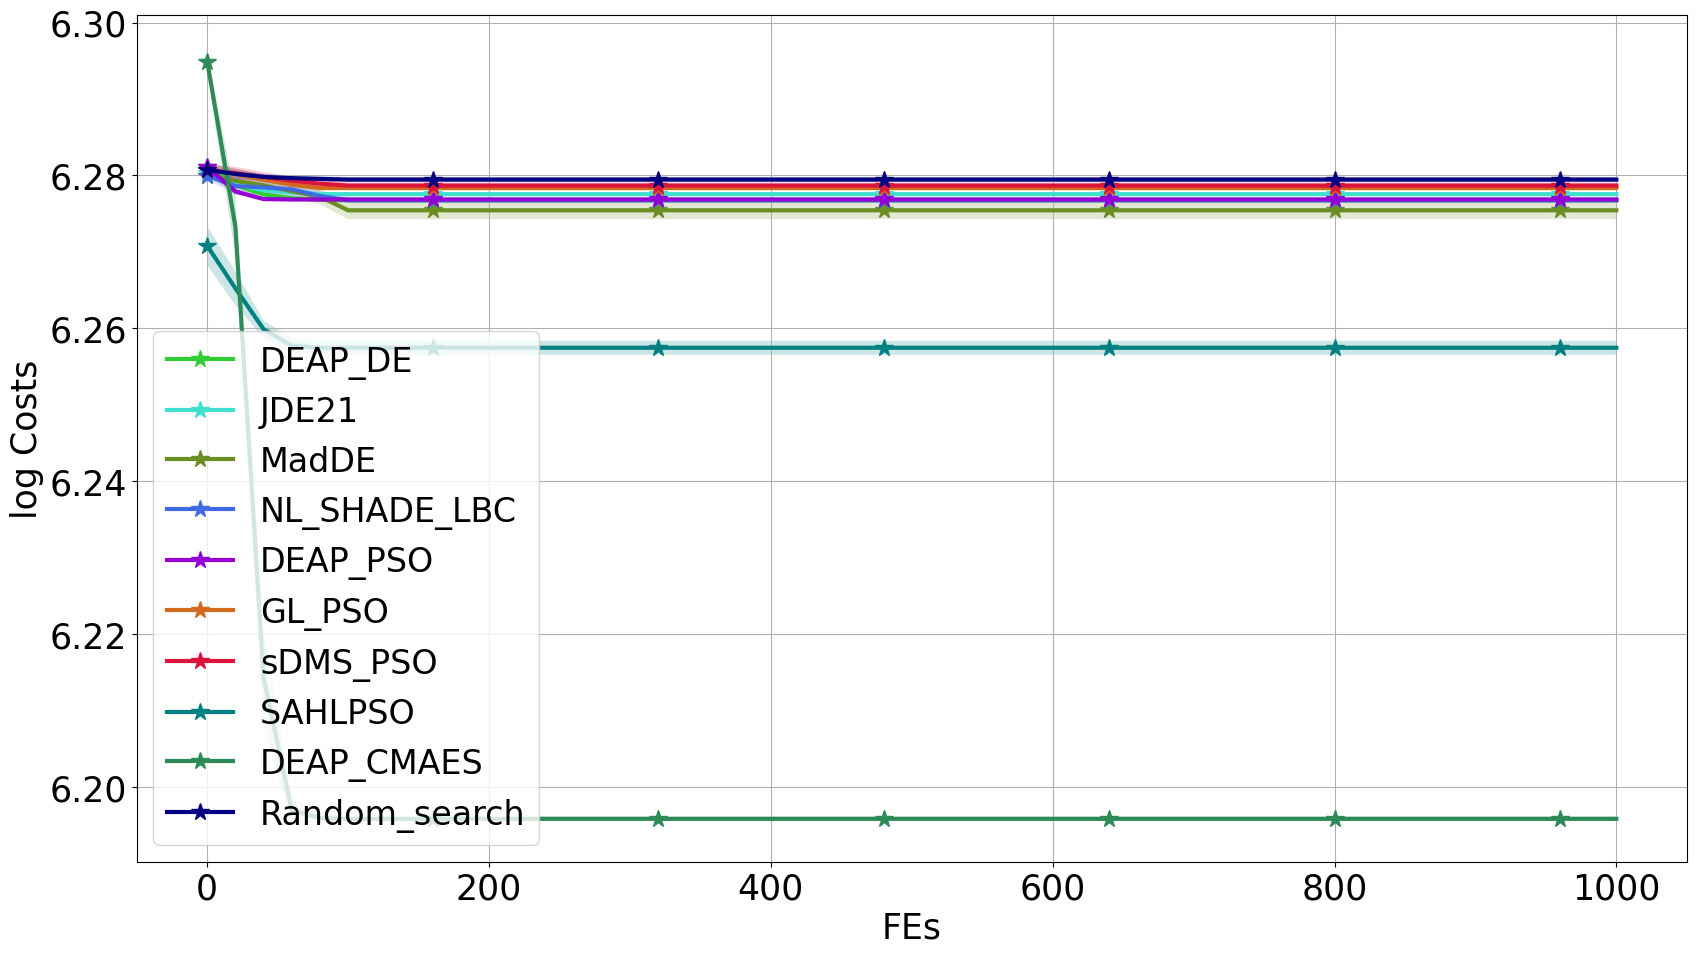 6.30
6.28
6.26
6.24
6.22
6.20
log Costs
DEAP_DE
JDE21
MadDE
NL_SHADE_LBC
DEAP_PSO
GL_PSO
sDMS_PSO
SAHLPSO
DEAP_CMAES
Random_search
0 200 400 600 800 1000
FEs